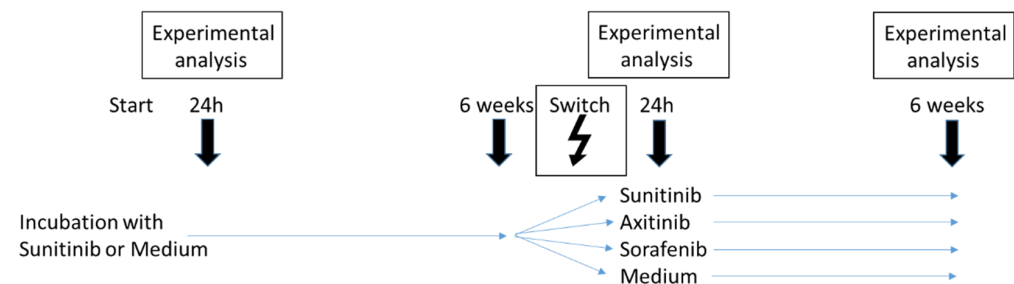 Experimental
analysis
Experimental
analysis
Experimental
analysis
Start 24h 6 weeks Switch 24h 6 weeks
Incubation with
Sunitinib or Medium
Sunitinib
Axitinib
Sorafenib
Medium